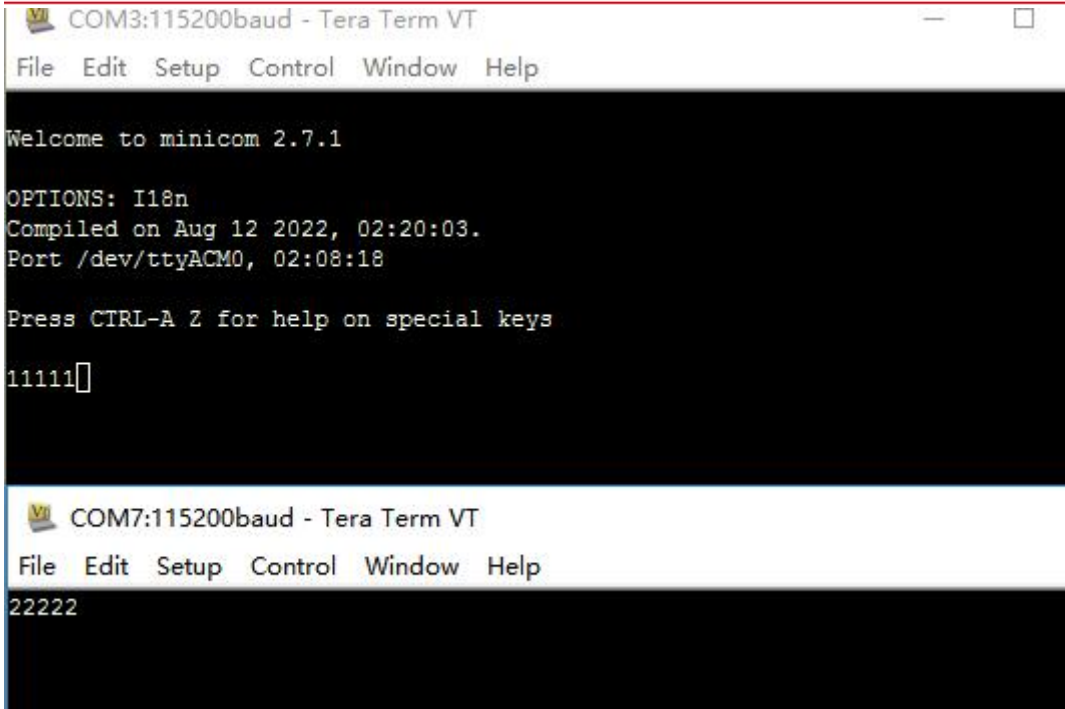 COM3:115200baud - Tera Term VT
File Edit Setup Control Window Help
Welcome to minicom 2.7.1
OPTIONS: I18n
Compiled on Aug 12 2022, 02:20:03.
Port /dev/ttyACM0, 02:08:18
Press CTRL-A Z for help on special keys
11111
COM7:115200baud - Tera Term VT
File Edit Setup Control Window Help
22222